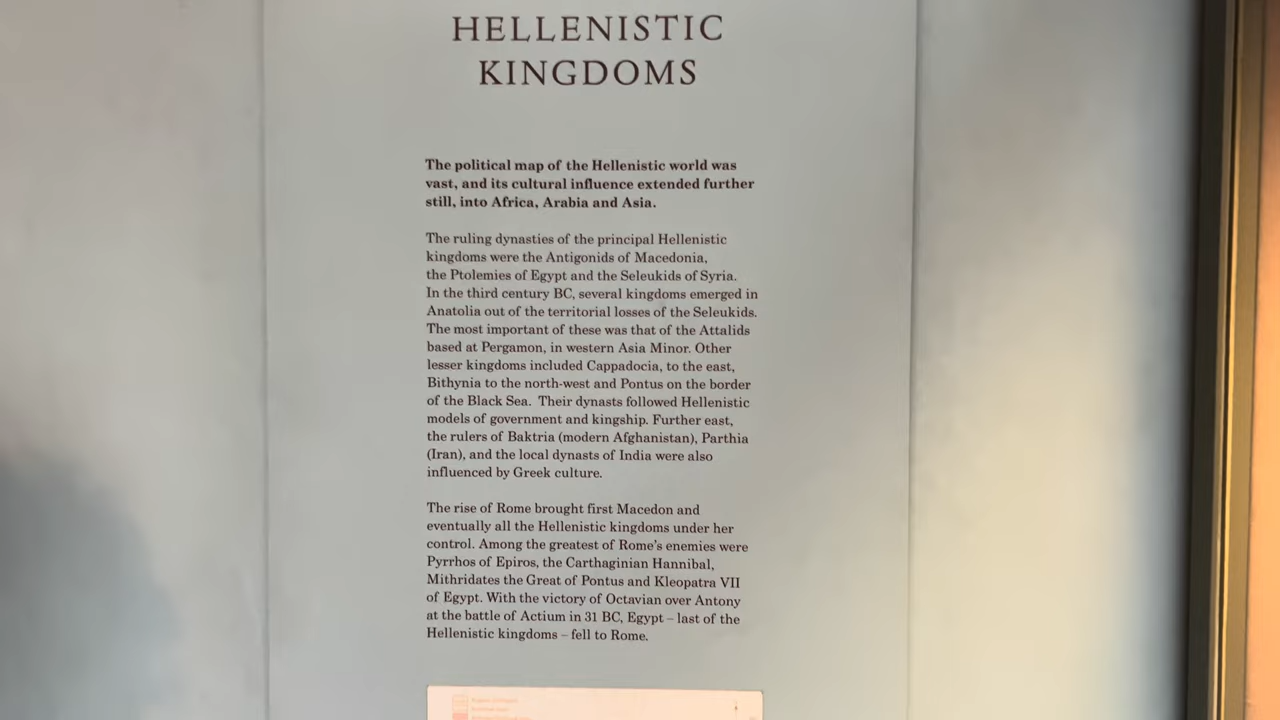 HELLENISTIC
KINGDOMS
The political map of the Hellenistic world was
vast, and its cultural influence extended further
still, into Africa, Arabia and Asia.
The ruling dynasties of the principal Hellenistic
kingdoms were the Antigonids of Macedonia,
the Ptolemies of Egypt and the Seleukids of Syria.
In the third century BC, several kingdoms emerged in
Anatolia out of the territorial losses of the Seleukids.
The most important of these was that of the Attalids
based at Pergamon, in western Asia Minor. Other
lesser kingdoms included Cappadocia, to the east,
Bithynia to the north-west and Pontus on the border
of the Black Sea.  Their dynasts followed Hellenistic
models of government and kingship. Further east,
the rulers of Baktria (modern Afghanistan), Parthia
(Iran), and the local dynasts of India were also
influenced by Greek culture.
The rise of Rome brought first Macedon and
eventually all the Hellenistic kingdoms under her
control. Among the greatest of Rome's enemies were
Pyrrhos of Epiros, the Carthaginian Hannibal,
Mithridates the Great of Pontus and Kleopatra VII
of Egypt. With the victory of Octavian over Antony
at the battle of Actium in 31 BC, Egypt – last of the
Hellenistic kingdoms – fell to Rome.